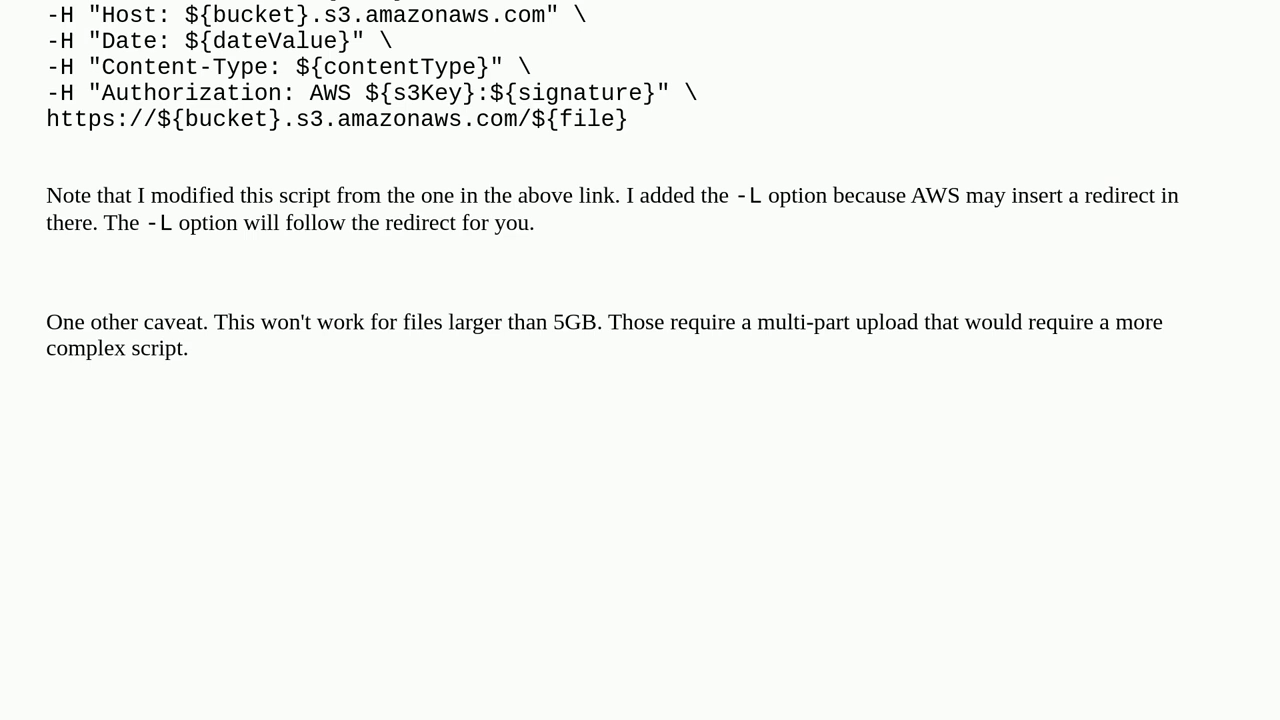 -H "Host: ${bucket}.s3.amazonaws.com" \
-H "Date: ${dateValue}" \
-H "Content-Type: ${contentType}" \
-H "Authorization: AWS ${s3Key}:${signature}" \
https://${bucket}.s3.amazonaws.com/${file}
Note that I modified this script from the one in the above link. I added the -L option because AWS may insert a redirect in
there. The -L option will follow the redirect for you.
One other caveat. This won't work for files larger than 5GB. Those require a multi-part upload that would require a more
complex script.